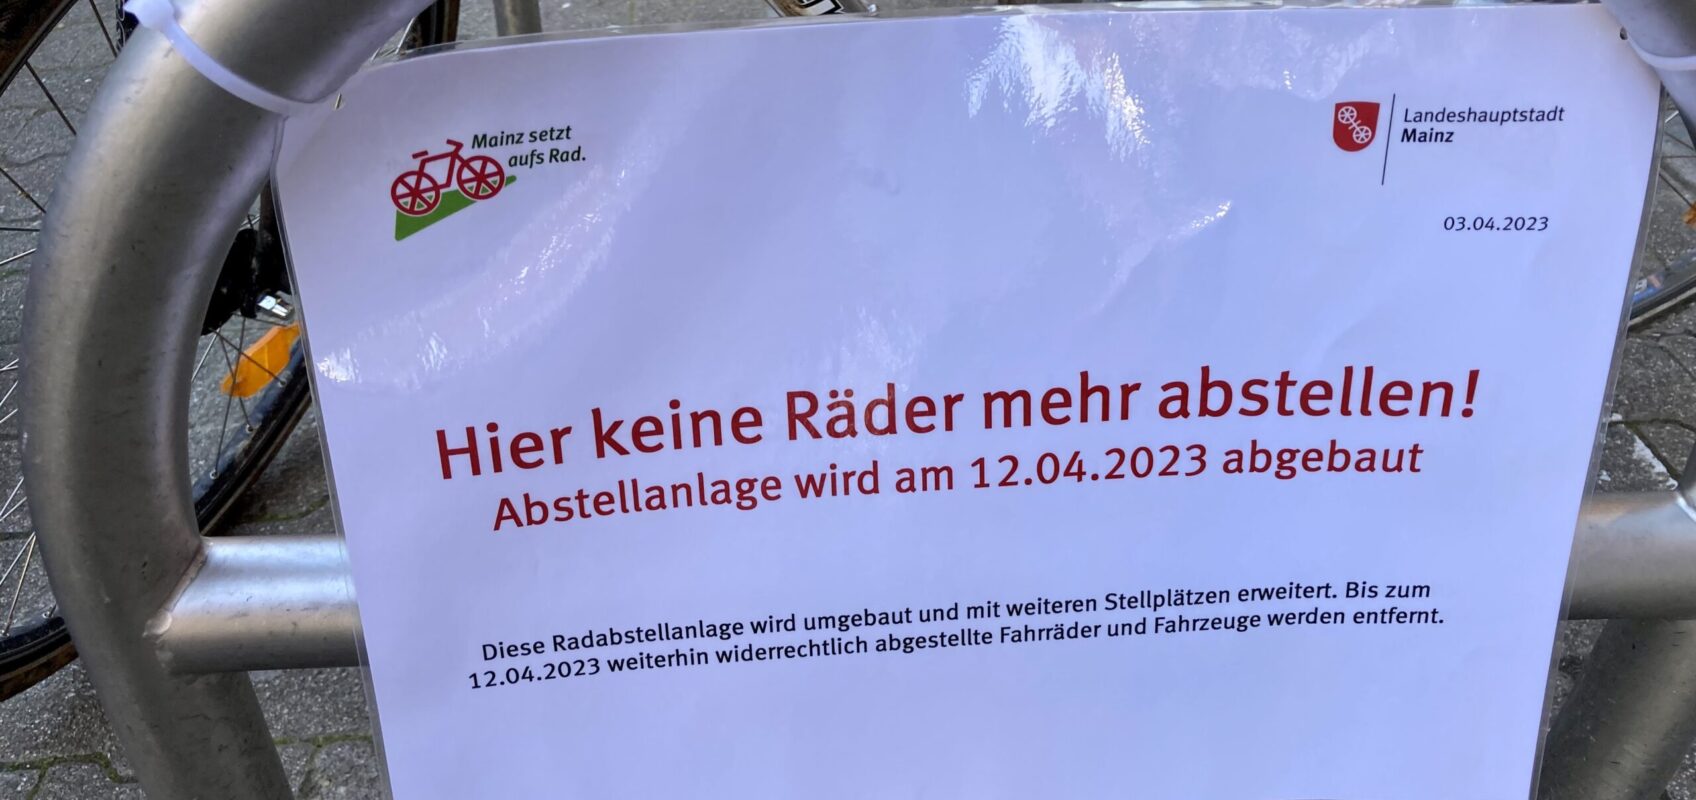 Mainz setzt
aufs Rad.
Landeshauptstadt
Mainz
03.04.2023
Hier keine Räder mehr abstellen!
Abstellanlage wird am 12.04.2023 abgebaut
Diese Radabstellanlage wird umgebaut und mit weiteren Stellplätzen erweitert. Bis zum
12.04.2023 weiterhin widerrechtlich abgestellte Fahrräder und Fahrzeuge werden entfernt.